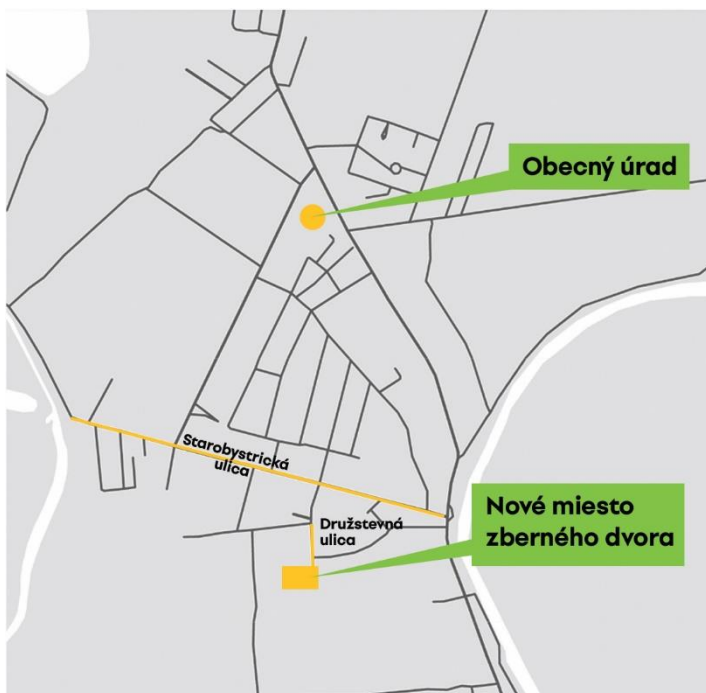 Obecný úrad
Starobystrická
ulica
Nové miesto
zberného dvora
Družstevná
ulica